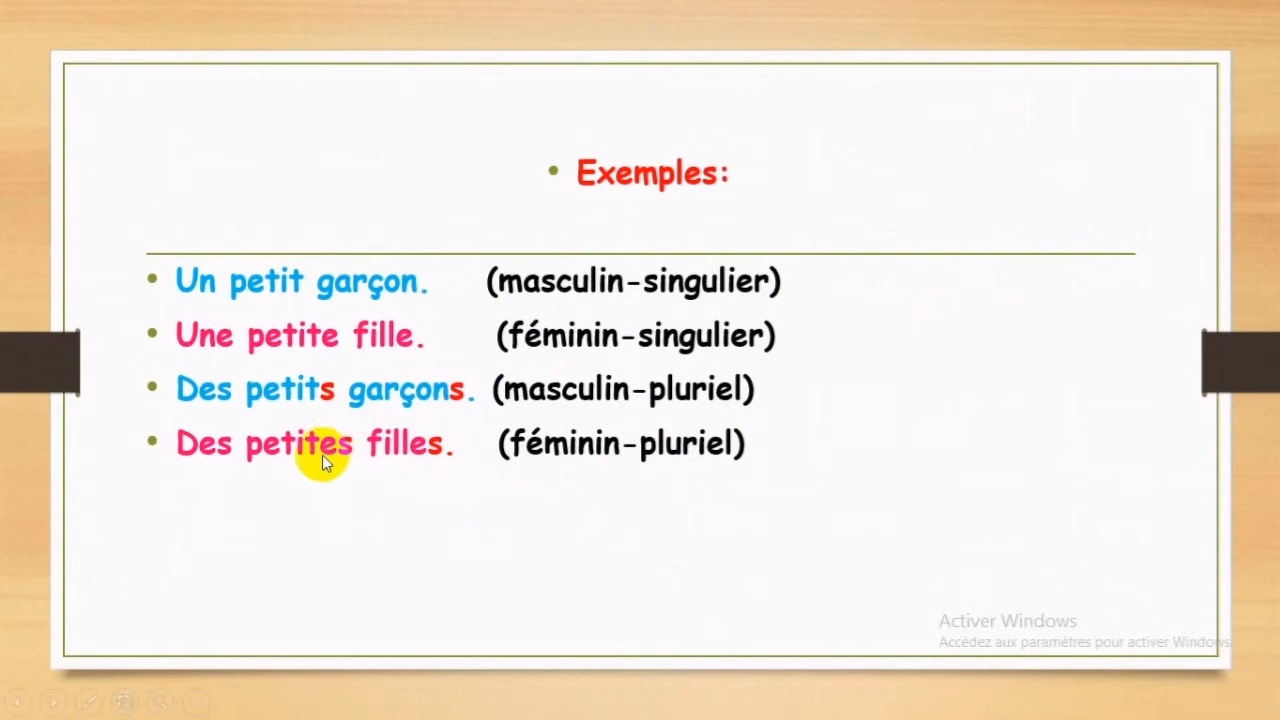 • Exemples:
• Un petit garçon. (masculin-singulier)
• Une petite fille. (féminin-singulier)
• Des petits garçons. (masculin-pluriel)
• Des petites filles. (féminin-pluriel)
Activer Windows
Accédez aux paramètres pour activer Windows